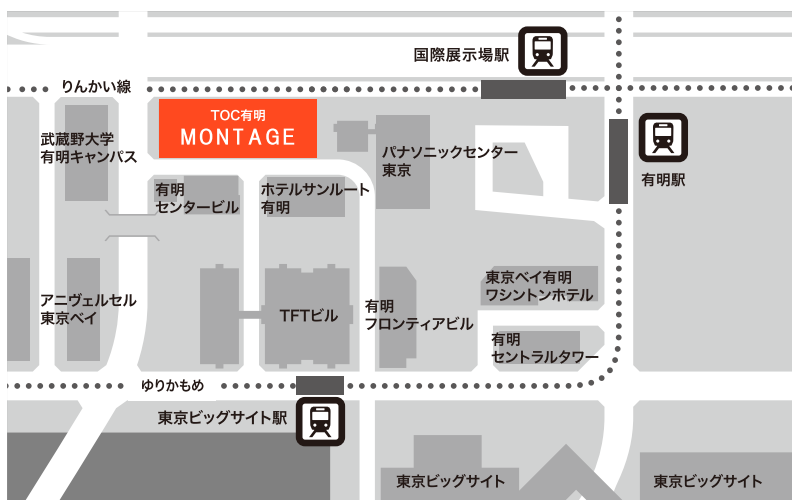 国際展示場駅
りんかい線
TOC有明
MONTAGE
武蔵野大学
有明キャンパス
パナソニックセンター
東京
有明駅
有明
センタービル
ホテルサンルート
有明
東京ベイ有明
ワシントンホテル
アニヴェルセル
東京ベイ
TFTビル
有明
フロンティアビル
有明
セントラルタワー
ゆりかもめ
東京ビッグサイト駅
東京ビッグサイト
東京ビッグサイト